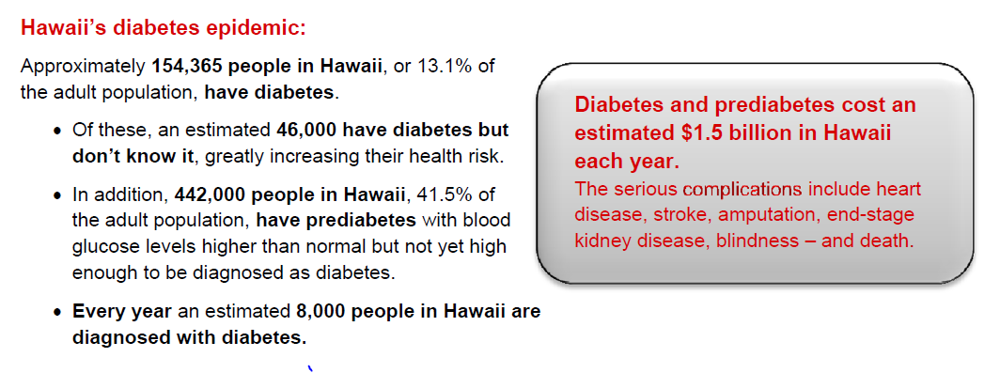 Hawaii’s diabetes epidemic:
Approximately 154,365 people in Hawaii, or 13.1% of
the adult population, have diabetes.
• Of these, an estimated 46,000 have diabetes but
don’t know it, greatly increasing their health risk.
• In addition, 442,000 people in Hawaii, 41.5% of
the adult population, have prediabetes with blood
glucose levels higher than normal but not yet high
enough to be diagnosed as diabetes.
• Every year an estimated 8,000 people in Hawaii are
diagnosed with diabetes.
Diabetes and prediabetes cost an
estimated $1.5 billion in Hawaii
each year.
The serious complications include heart
disease, stroke, amputation, end-stage
kidney disease, blindness – and death.